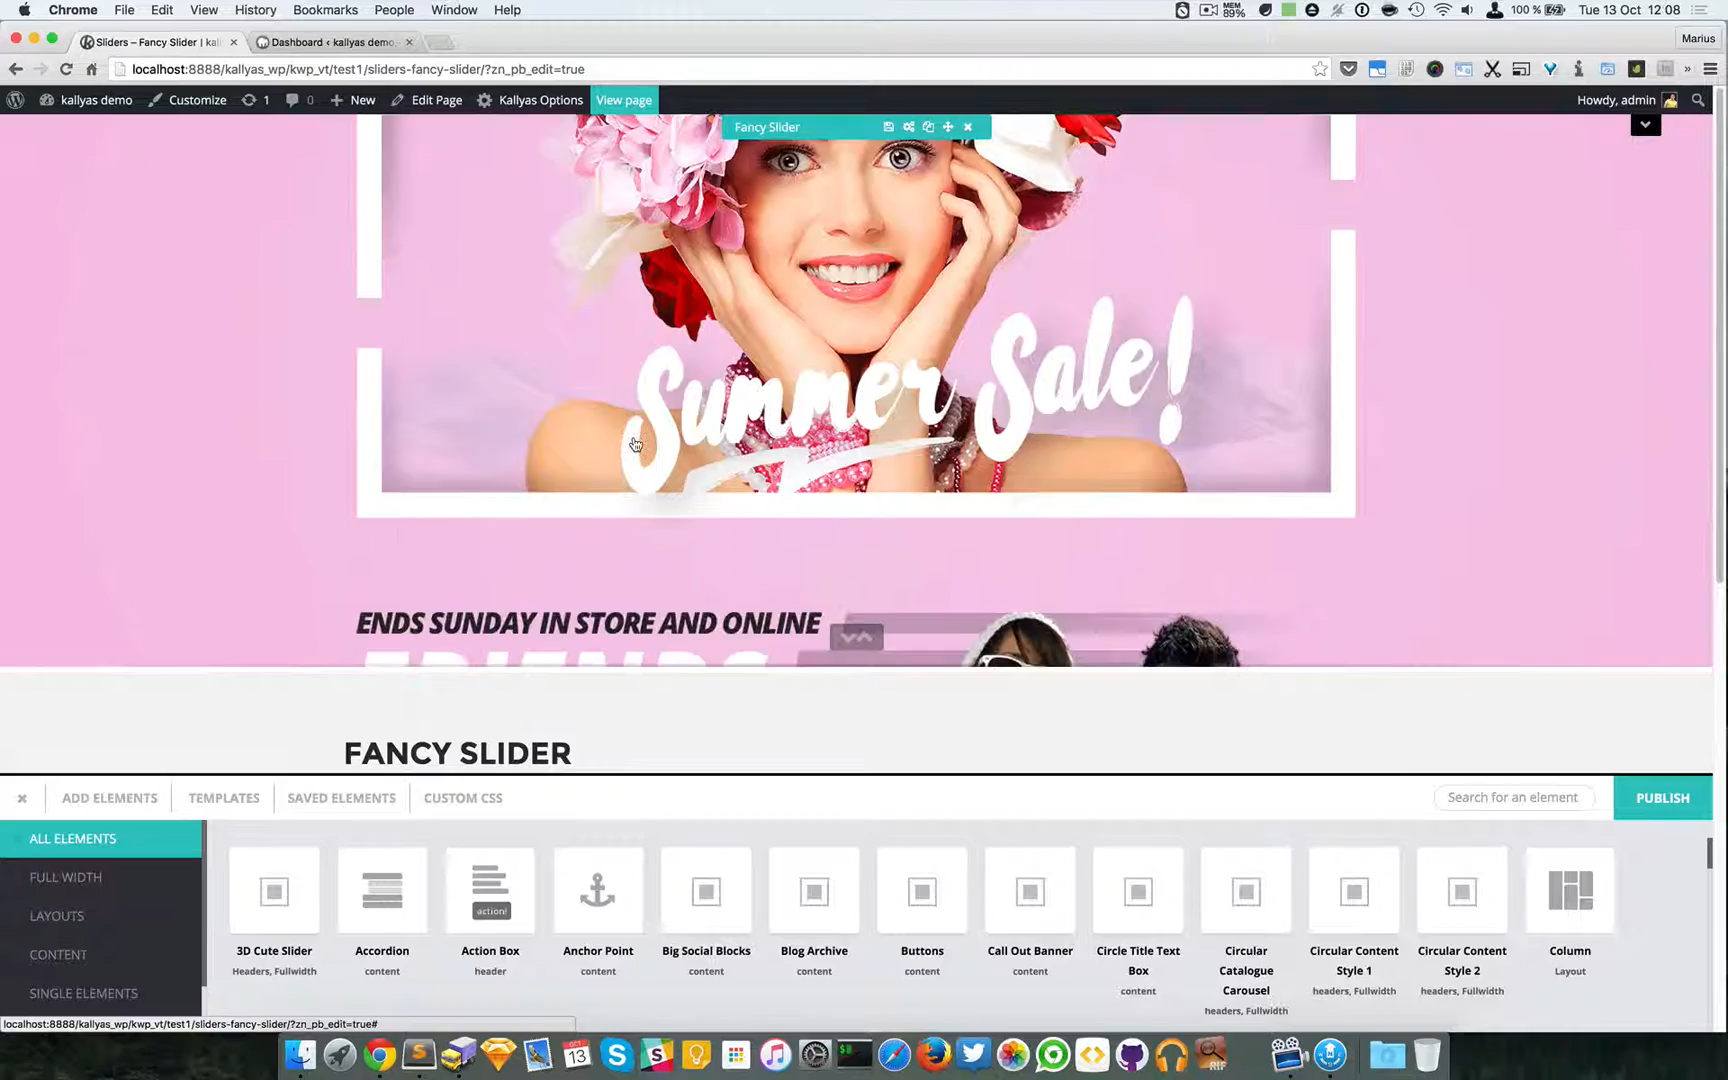 Chrome File Edit View History Bookmarks People Window Help MEM 89% 100 % Tue 13 Oct 12:08
Sliders – Fancy Slider | kal Dashboard ‹ kallyas demo Marius
localhost:8888/kallyas_wp/kwp_vt/test1/sliders-fancy-slider/?zn_pb_edit=true
kallyas demo Customize 1 0 New Edit Page Kallyas Options View page Howdy, admin
Fancy Slider
Summer Sale!
ENDS SUNDAY IN STORE AND ONLINE
FRIENDS
FANCY SLIDER
ADD ELEMENTS TEMPLATES SAVED ELEMENTS CUSTOM CSS Search for an element PUBLISH
ALL ELEMENTS
FULL WIDTH
LAYOUTS
CONTENT
SINGLE ELEMENTS
action!
3D Cute Slider
Headers, Fullwidth
Accordion
content
Action Box
header
Anchor Point
content
Big Social Blocks
content
Blog Archive
content
Buttons
content
Call Out Banner
content
Circle Title Text
Box
content
Circular
Catalogue
Carousel
headers, Fullwidth
Circular Content
Style 1
headers, Fullwidth
Circular Content
Style 2
headers, Fullwidth
Column
Layout
localhost:8888/kallyas_wp/kwp_vt/test1/sliders-fancy-slider/?zn_pb_edit=true#